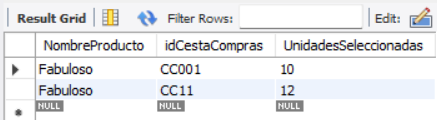 Result Grid Filter Rows: Edit:
NombreProducto idCestaCompras UnidadesSeleccionadas
Fabuloso CC001 10
Fabuloso CC11 12
NULL NULL NULL